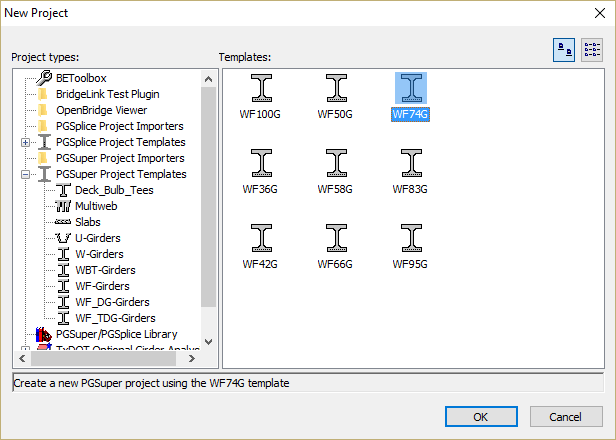 New Project
Project types:
Templates:
BEToolbox
BridgeLink Test Plugin
OpenBridge Viewer
PGSplice Project Importers
PGSplice Project Templates
PGSuper Project Importers
PGSuper Project Templates
Deck_Bulb_Tees
Multiweb
Slabs
U-Girders
W-Girders
WBT-Girders
WF-Girders
WF_DG-Girders
WF_TDG-Girders
PGSuper/PGSplice Library
TxDOT Optional Girder Analys
WF100G WF50G WF74G
WF36G WF58G WF83G
WF42G WF66G WF95G
Create a new PGSuper project using the WF74G template
OK Cancel